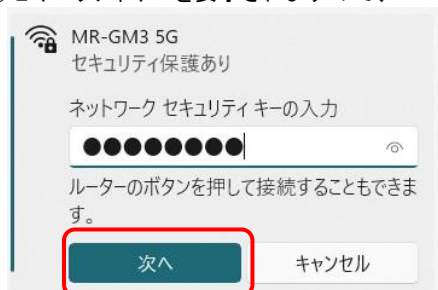 MR-GM3 5G
セキュリティ保護あり
ネットワーク セキュリティ キーの入力
●●●●●●●●
ルーターのボタンを押して接続することもできま
す。
次へ
キャンセル